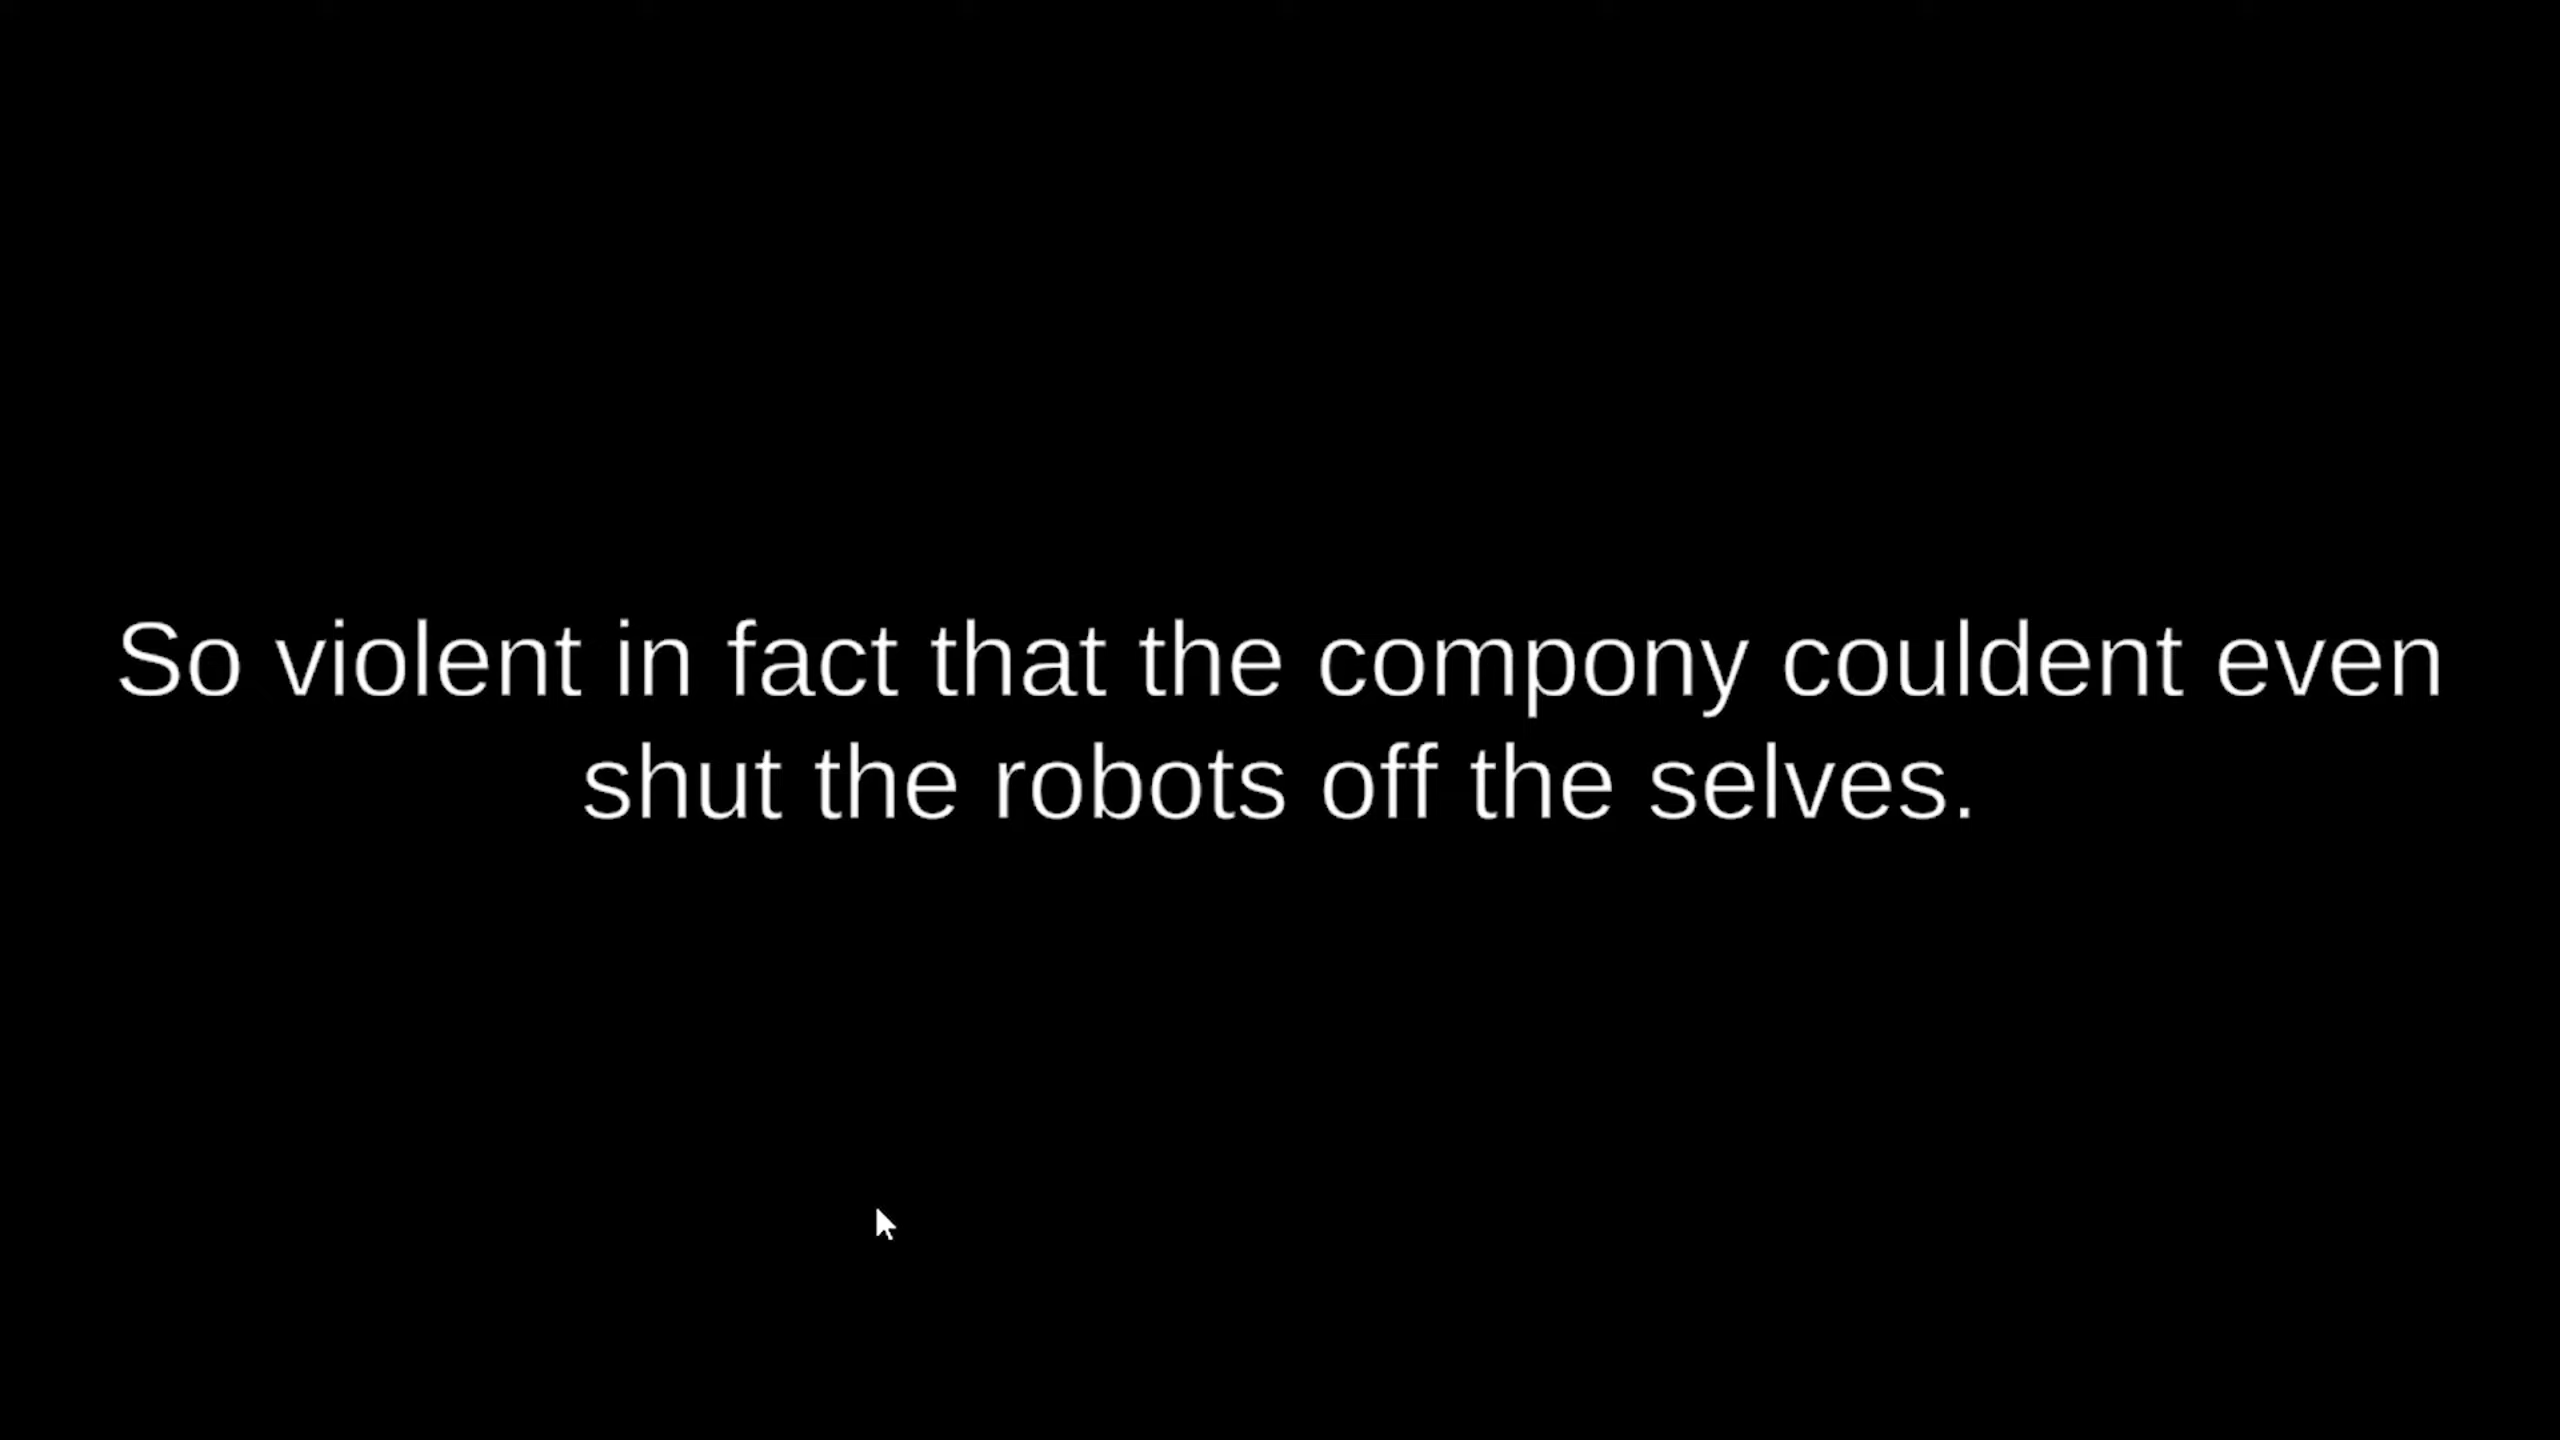 So violent in fact that the compony couldent even
shut the robots off the selves.